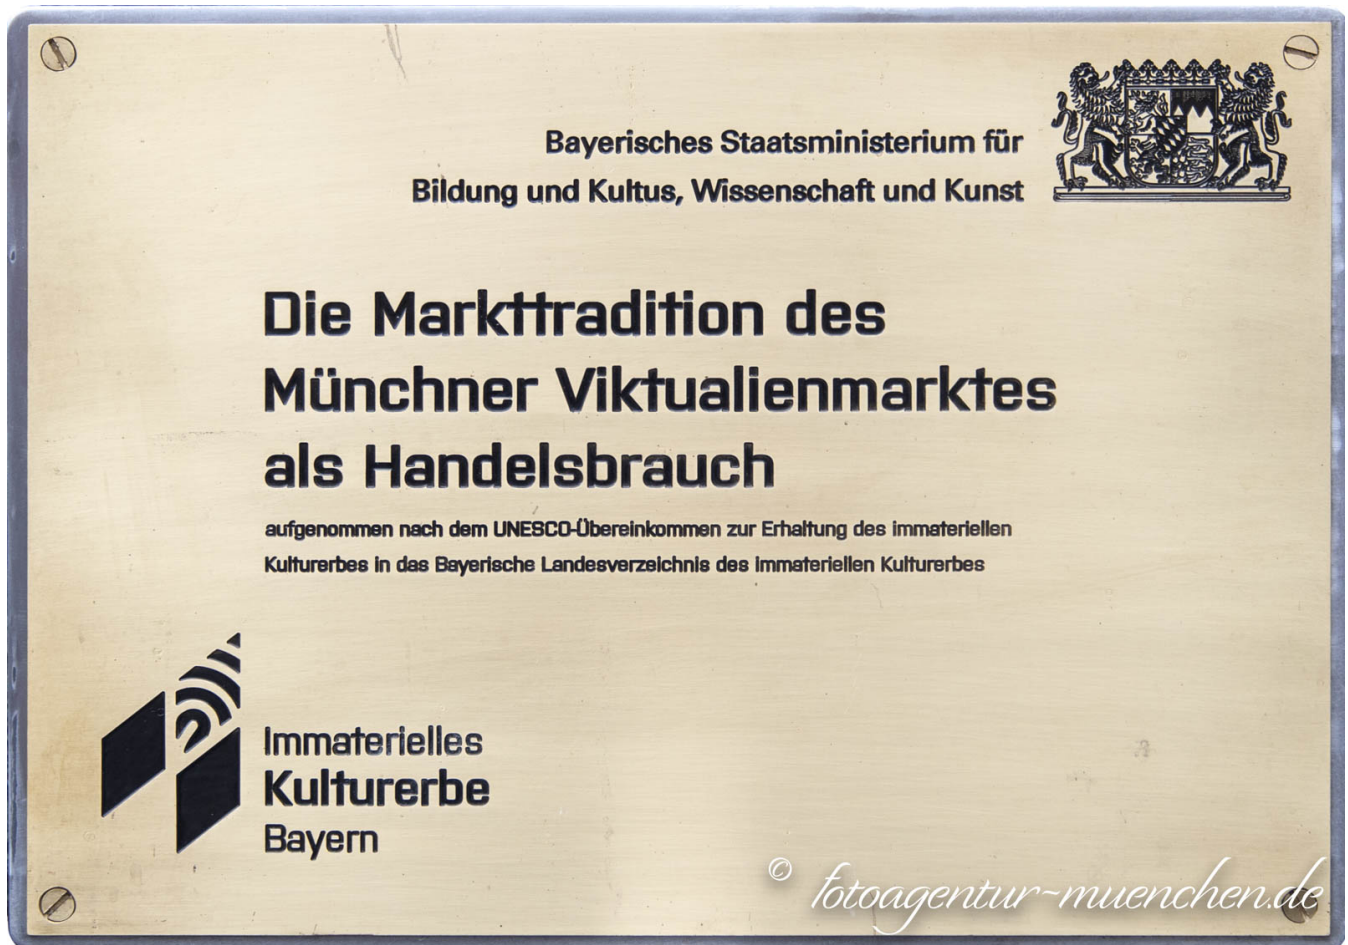 Bayerisches Staatsministerium für
Bildung und Kultus, Wissenschaft und Kunst
Die Markttradition des
Münchner Viktualienmarktes
als Handelsbrauch
aufgenommen nach dem UNESCO-Übereinkommen zur Erhaltung des immateriellen
Kulturerbes in das Bayerische Landesverzeichnis des Immateriellen Kulturerbes
Immaterielles
Kulturerbe
Bayern
© fotoagentur-muenchen.de